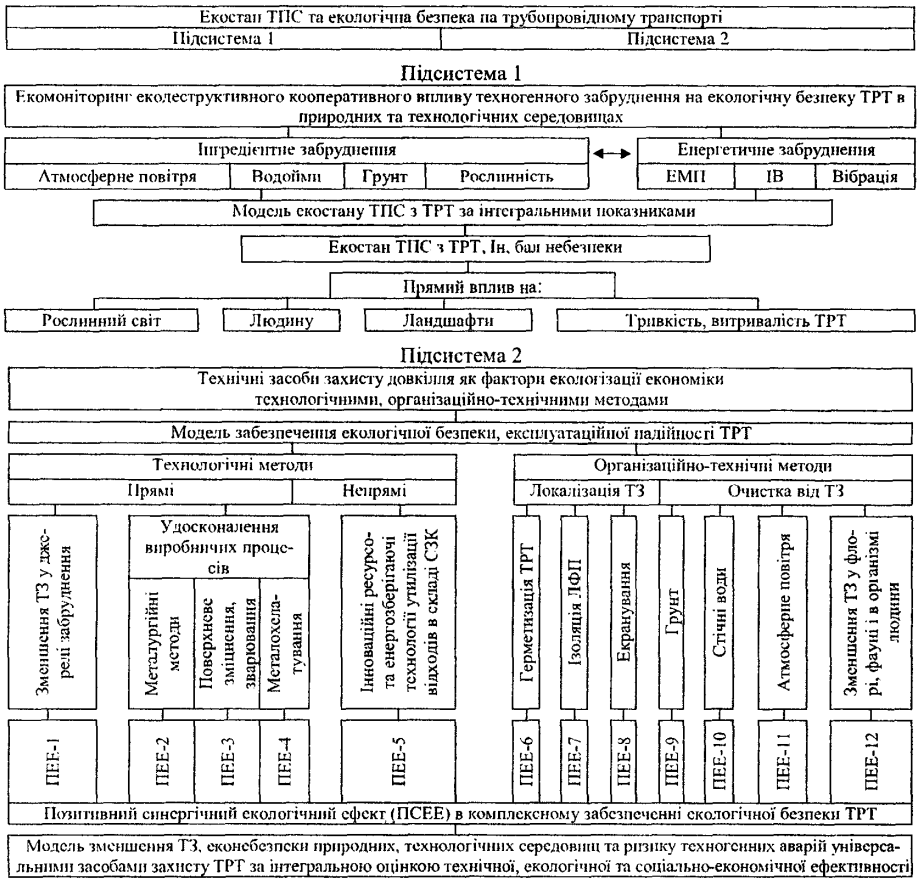 Екостан ТПС та екологічна безпека на трубопровідному транспорті
Підсистема 1
Підсистема 2
Підсистема 1
Екомоніторинг екодеструктивного кооперативного впливу техногенного забруднення на екологічну безпеку ТРТ в
природних та технологічних середовищах
Інгредієнтне забруднення
Енергетичне забруднення
Атмосферне повітря
Водойми
Грунт
Рослинність
ЕМП
ІВ
Вібрація
Модель екостану ТПС з ТРТ за інтегральними показниками
Екостан ТПС з ТРТ, Ін, бал небезпеки
Прямий вплив на:
Рослинний світ
Людину
Ландшафти
Тривкість, витривалість ТРТ
Підсистема 2
Технічні засоби захисту довкілля як фактори екологізації економіки
технологічними, організаційно-технічними методами
Модель забезпечення екологічної безпеки, експлуатаційної надійності ТРТ
Технологічні методи
Організаційно-технічні методи
Прямі
Непрямі
Локалізація ТЗ
Очистка від ТЗ
Зменшення ТЗ у дже-
релі забруднення
Удосконалення
виробничих проце-
сів
Металургійні
методи
Поверхневе
зміцнення,
зварювання
Металохела-
тування
Інноваційні ресурсо-
та енергозберігаючі
технології утилізації
відходів в складі СЗК
Герметизація ТРТ
Ізоляція ЛФП
Екранування
Грунт
Стічні води
Атмосферне повітря
Зменшення ТЗ у фло-
рі, фауні і в організмі
людини
ПЕЕ-1
ПЕЕ-2
ПЕЕ-3
ПЕЕ-4
ПЕЕ-5
ПЕЕ-6
ПЕЕ-7
ПЕЕ-8
ПЕЕ-9
ПЕЕ-10
ПЕЕ-11
ПЕЕ-12
Позитивний синергічний екологічний ефект (ПСЕЕ) в комплексному забезпеченні екологічної безпеки ТРТ
Модель зменшення ТЗ, еконебезпеки природних, технологічних середовищ та ризику техногенних аварій універса-
льними засобами захисту ТРТ за інтегральною оцінкою технічної, екологічної та соціально-економічної ефективності